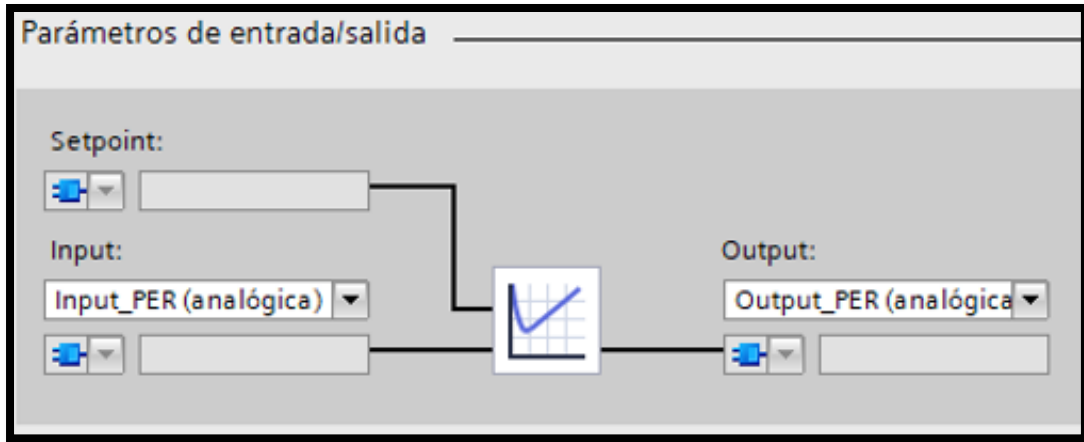 Parámetros de entrada/salida
Setpoint:
Input:
Output:
Input_PER (analógica)
Output_PER (analógica